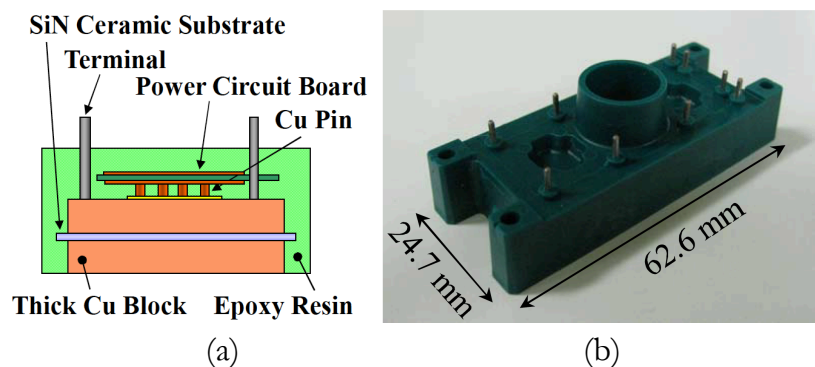 SiN Ceramic Substrate
Terminal
Power Circuit Board
Cu Pin
Thick Cu Block
Epoxy Resin
24.7 mm
62.6 mm
(a)
(b)